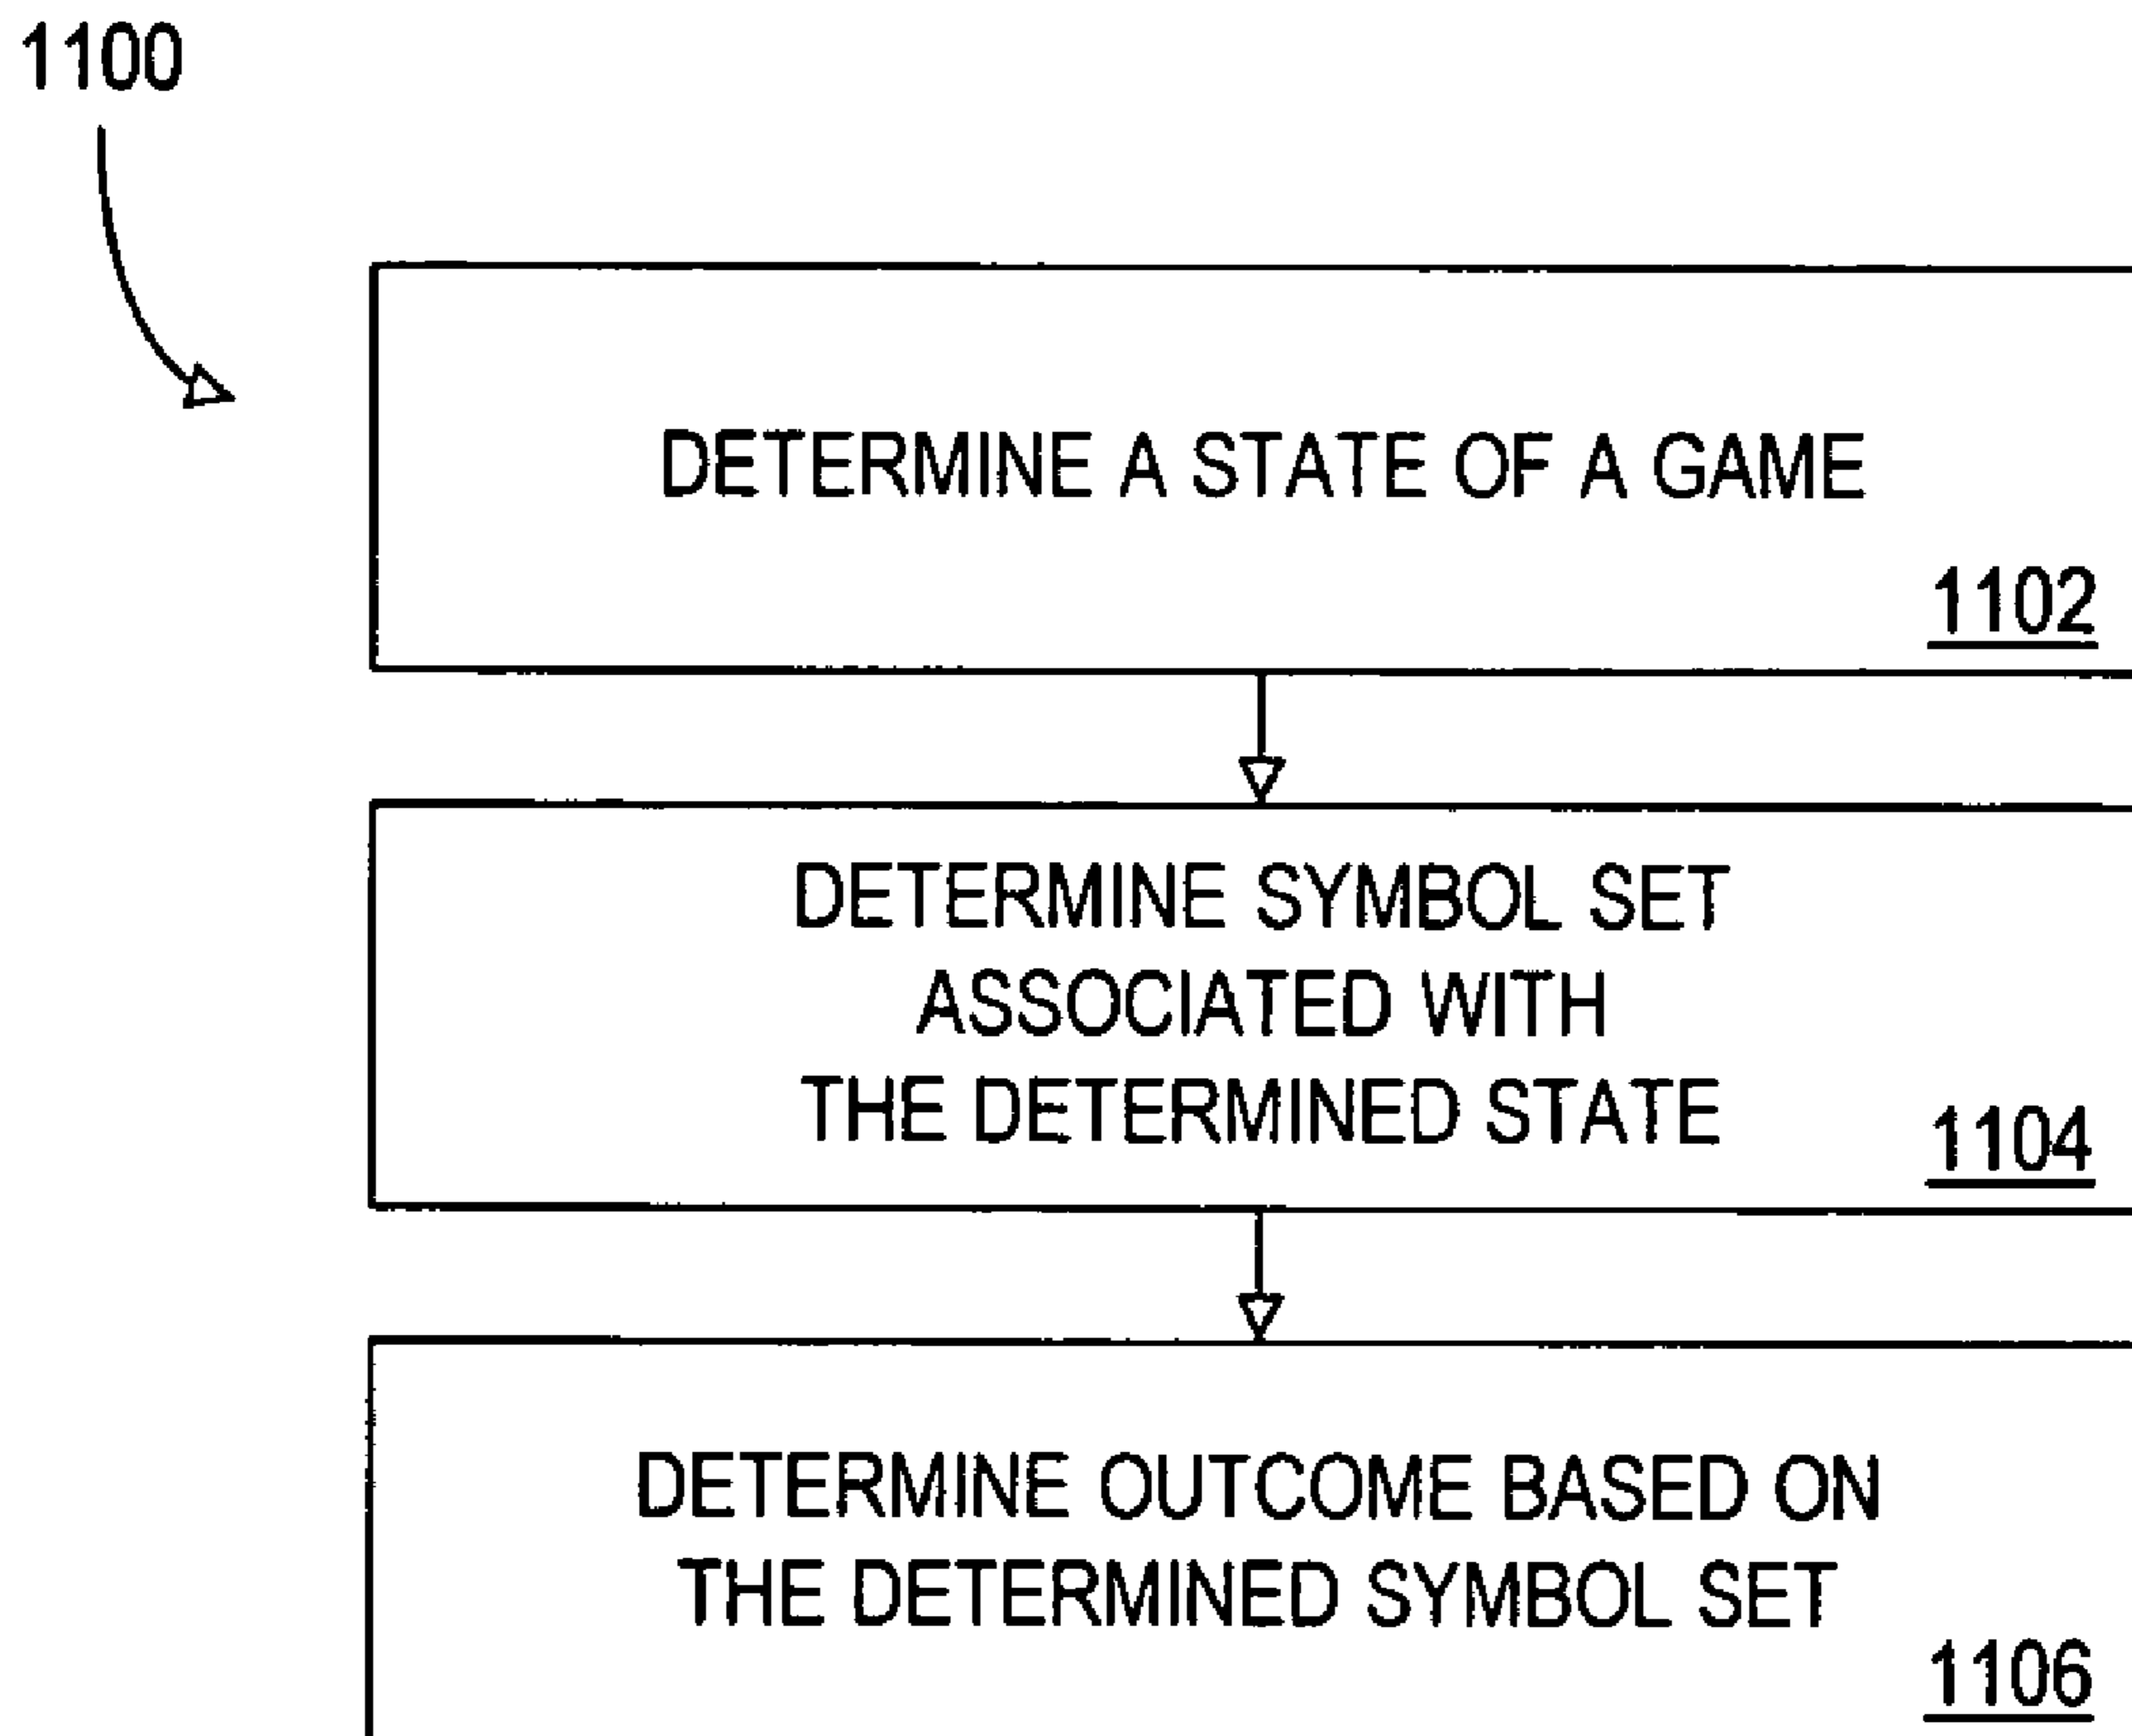 1100
DETERMINE A STATE OF A GAME
1102
DETERMINE SYMBOL SET
ASSOCIATED WITH
THE DETERMINED STATE
1104
DETERMINE OUTCOME BASED ON
THE DETERMINED SYMBOL SET
1106